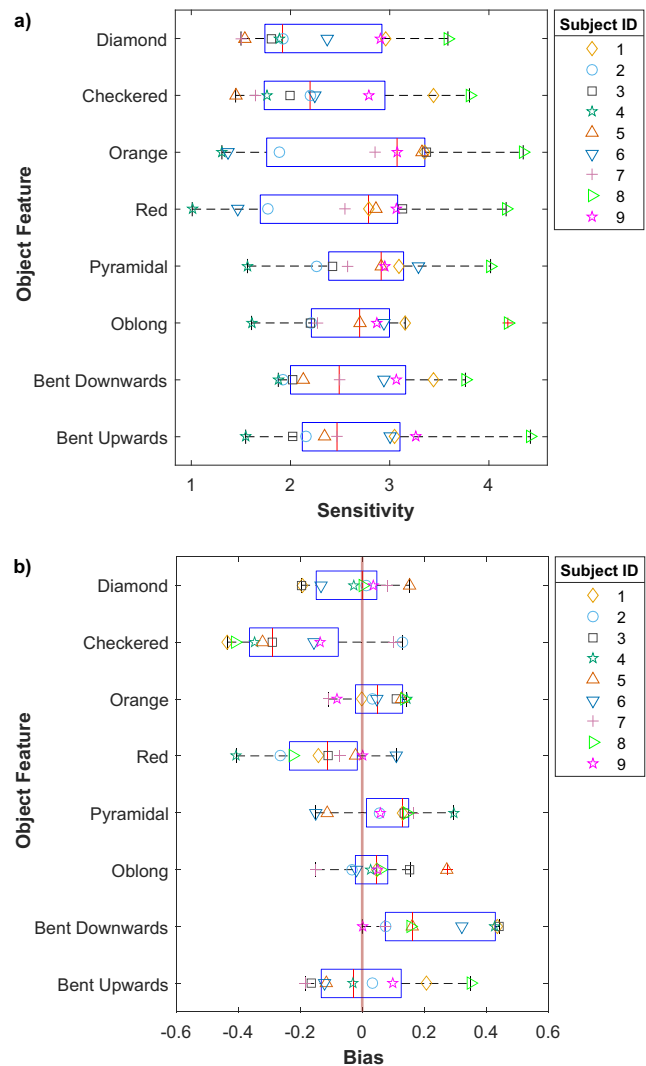 a)
Diamond
Checkered
Orange
Red
Pyramidal
Oblong
Bent Downwards
Bent Upwards
Object Feature
1 2 3 4
Sensitivity
Subject ID
1
2
3
4
5
6
7
8
9
b)
Diamond
Checkered
Orange
Red
Pyramidal
Oblong
Bent Downwards
Bent Upwards
Object Feature
-0.6 -0.4 -0.2 0 0.2 0.4 0.6
Bias
Subject ID
1
2
3
4
5
6
7
8
9